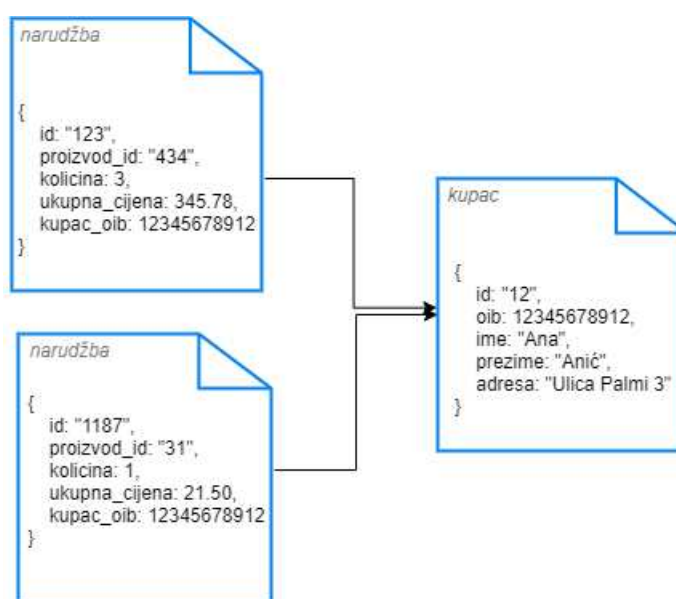 narudžba
{
id: "123",
proizvod_id: "434",
kolicina: 3,
ukupna_cijena: 345.78,
kupac_oib: 12345678912
}
narudžba
{
id: "1187",
proizvod_id: "31",
kolicina: 1,
ukupna_cijena: 21.50,
kupac_oib: 12345678912
}
kupac
{
id: "12",
oib: 12345678912,
ime: "Ana",
prezime: "Anić",
adresa: "Ulica Palmi 3"
}